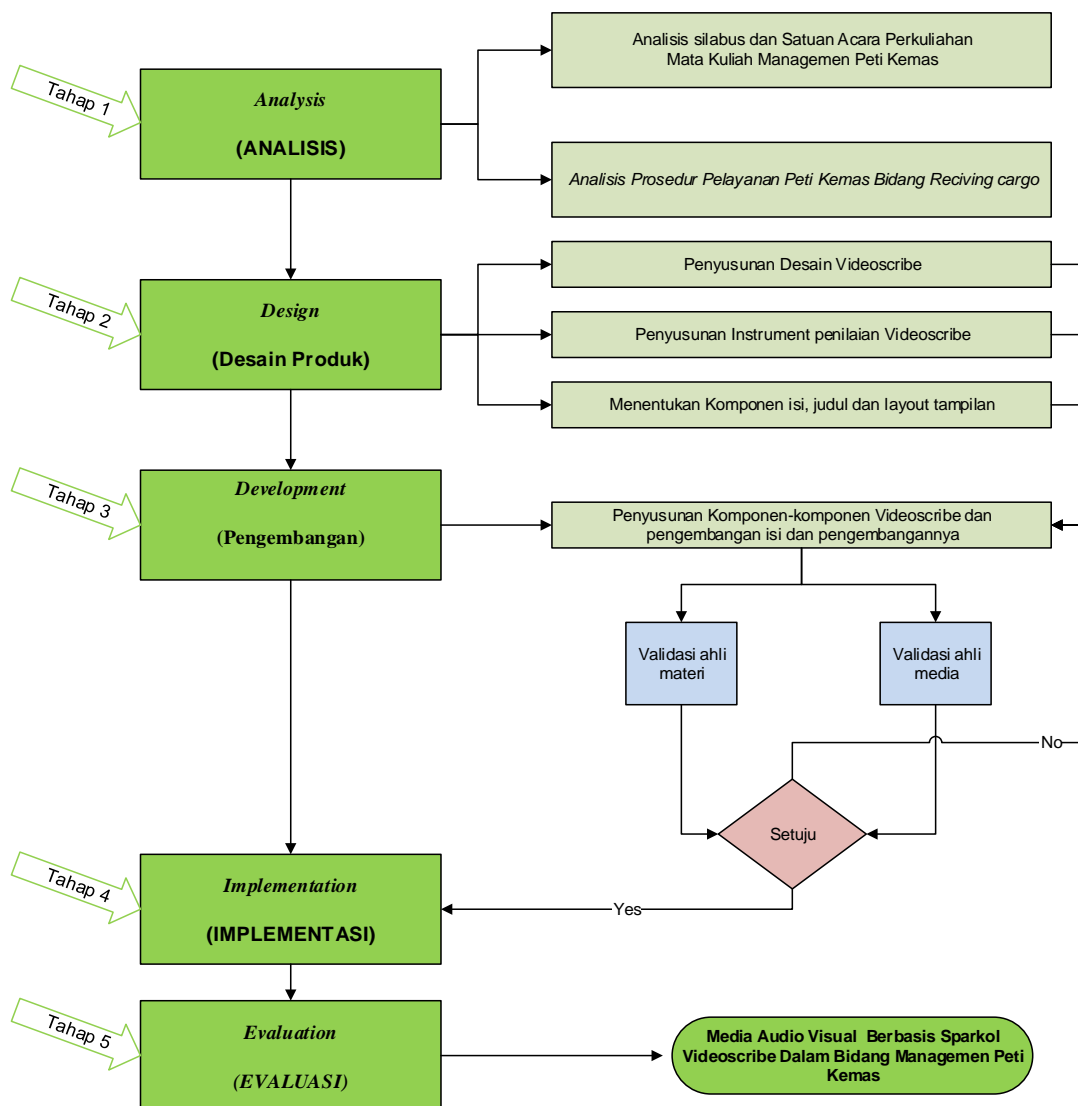 Analisis silabus dan Satuan Acara Perkuliahan
Mata Kuliah Managemen Peti Kemas
Tahap 1
Analysis
(ANALISIS)
Analisis Prosedur Pelayanan Peti Kemas Bidang Reciving cargo
Tahap 2
Design
(Desain Produk)
Penyusunan Desain Videoscribe
Penyusunan Instrument penilaian Videoscribe
Menentukan Komponen isi, judul dan layout tampilan
Tahap 3
Development
(Pengembangan)
Penyusunan Komponen-komponen Videoscribe dan
pengembangan isi dan pengembangannya
Validasi ahli
materi
Validasi ahli
media
No
Setuju
Tahap 4
Implementation
(IMPLEMENTASI)
Yes
Tahap 5
Evaluation
(EVALUASI)
Media Audio Visual Berbasis Sparkol
Videoscribe Dalam Bidang Managemen Peti
Kemas